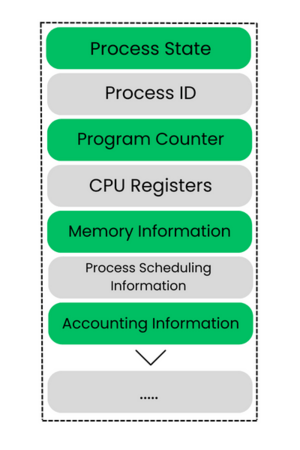 Process State
Process ID
Program Counter
CPU Registers
Memory Information
Process Scheduling
Information
Accounting Information
.....